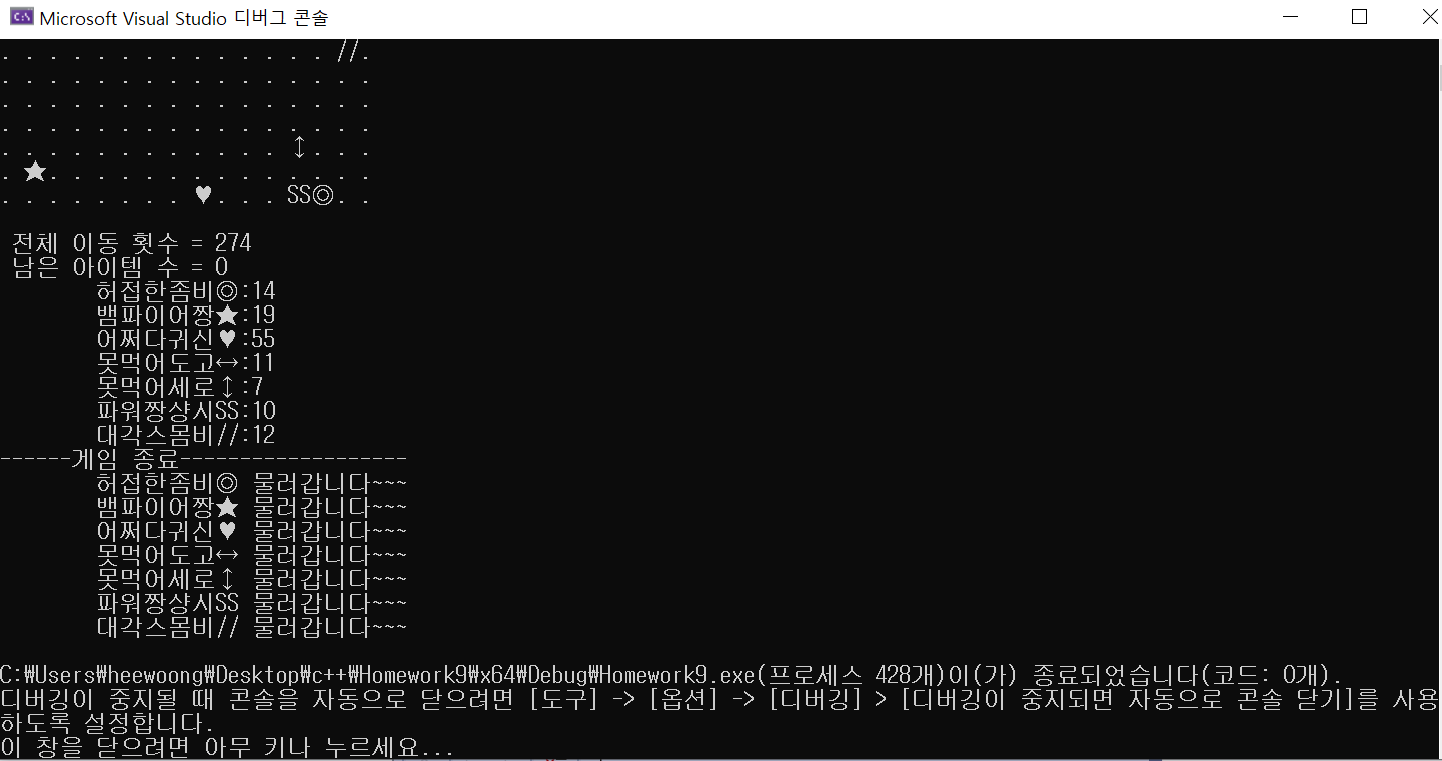 Microsoft Visual Studio 디버그 콘솔
. . . . . . . . . . . . . . //.
. . . . . . . . . . . . . . . .
. . . . . . . . . . . . . . . .
. . . . . . . . . . . . . . . .
. . . . . . . . . . . . ↕. . .
. ★. . . . . . . . . . . . . .
. . . . . . . . ♥. . . SS◎. .
전체 이동 횟수 = 274
남은 아이템 수 = 0
허접한좀비◎:14
뱀파이어짱★:19
어쩌다귀신♥:55
못먹어도고↔:11
못먹어세로↕:7
파워짱샹시SS:10
대각스몸비//:12
------게임 종료-------------------
허접한좀비◎ 물러갑니다~~~
뱀파이어짱★ 물러갑니다~~~
어쩌다귀신♥ 물러갑니다~~~
못먹어도고↔ 물러갑니다~~~
못먹어세로↕ 물러갑니다~~~
파워짱샹시SS 물러갑니다~~~
대각스몸비// 물러갑니다~~~
C:₩Users₩heewoong₩Desktop₩c++₩Homework9₩x64₩Debug₩Homework9.exe(프로세스 428개)이(가) 종료되었습니다(코드: 0개).
디버깅이 중지될 때 콘솔을 자동으로 닫으려면 [도구] -> [옵션] -> [디버깅] > [디버깅이 중지되면 자동으로 콘솔 닫기]를 사용
하도록 설정합니다.
이 창을 닫으려면 아무 키나 누르세요...